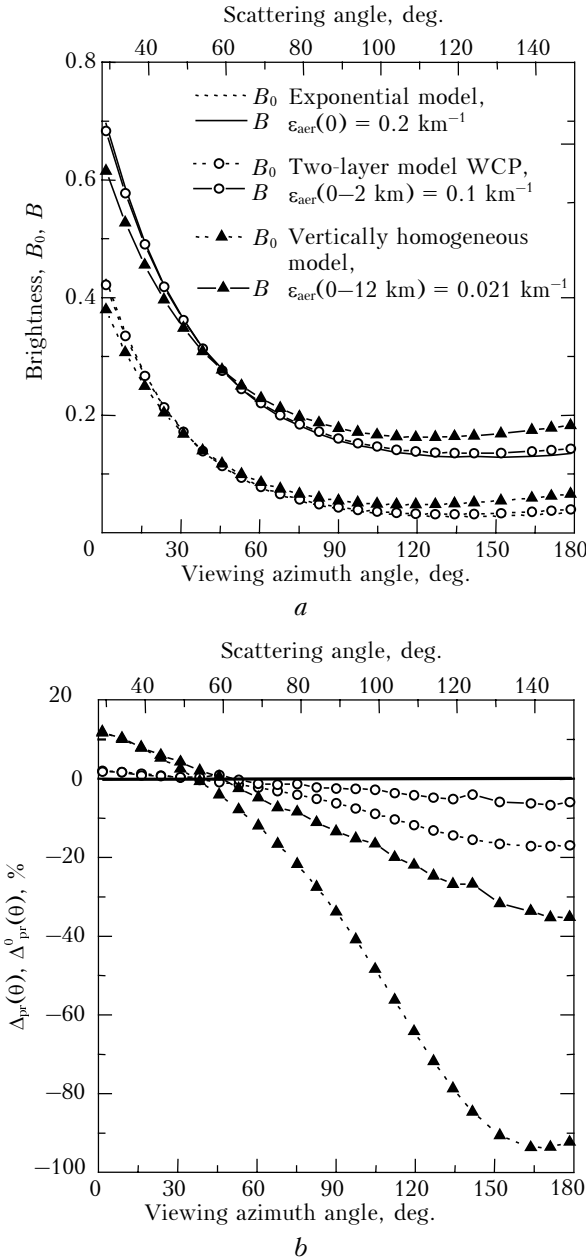 Scattering angle, deg.
40 60 80 100 120 140
0.8
0.6
0.4
0.2
Brightness, B₀, B
B₀ Exponential model,
B εaer(0) = 0.2 km⁻¹
B₀ Two-layer model WCP,
B εaer(0–2 km) = 0.1 km⁻¹
B₀ Vertically homogeneous
model,
B εaer(0–12 km) = 0.021 km⁻¹
0 30 60 90 120 150 180
Viewing azimuth angle, deg.
a
Scattering angle, deg.
40 60 80 100 120 140
20
0
−20
−40
−60
−80
−100
Δpr(θ), Δ⁰pr(θ), %
0 30 60 90 120 150 180
Viewing azimuth angle, deg.
b